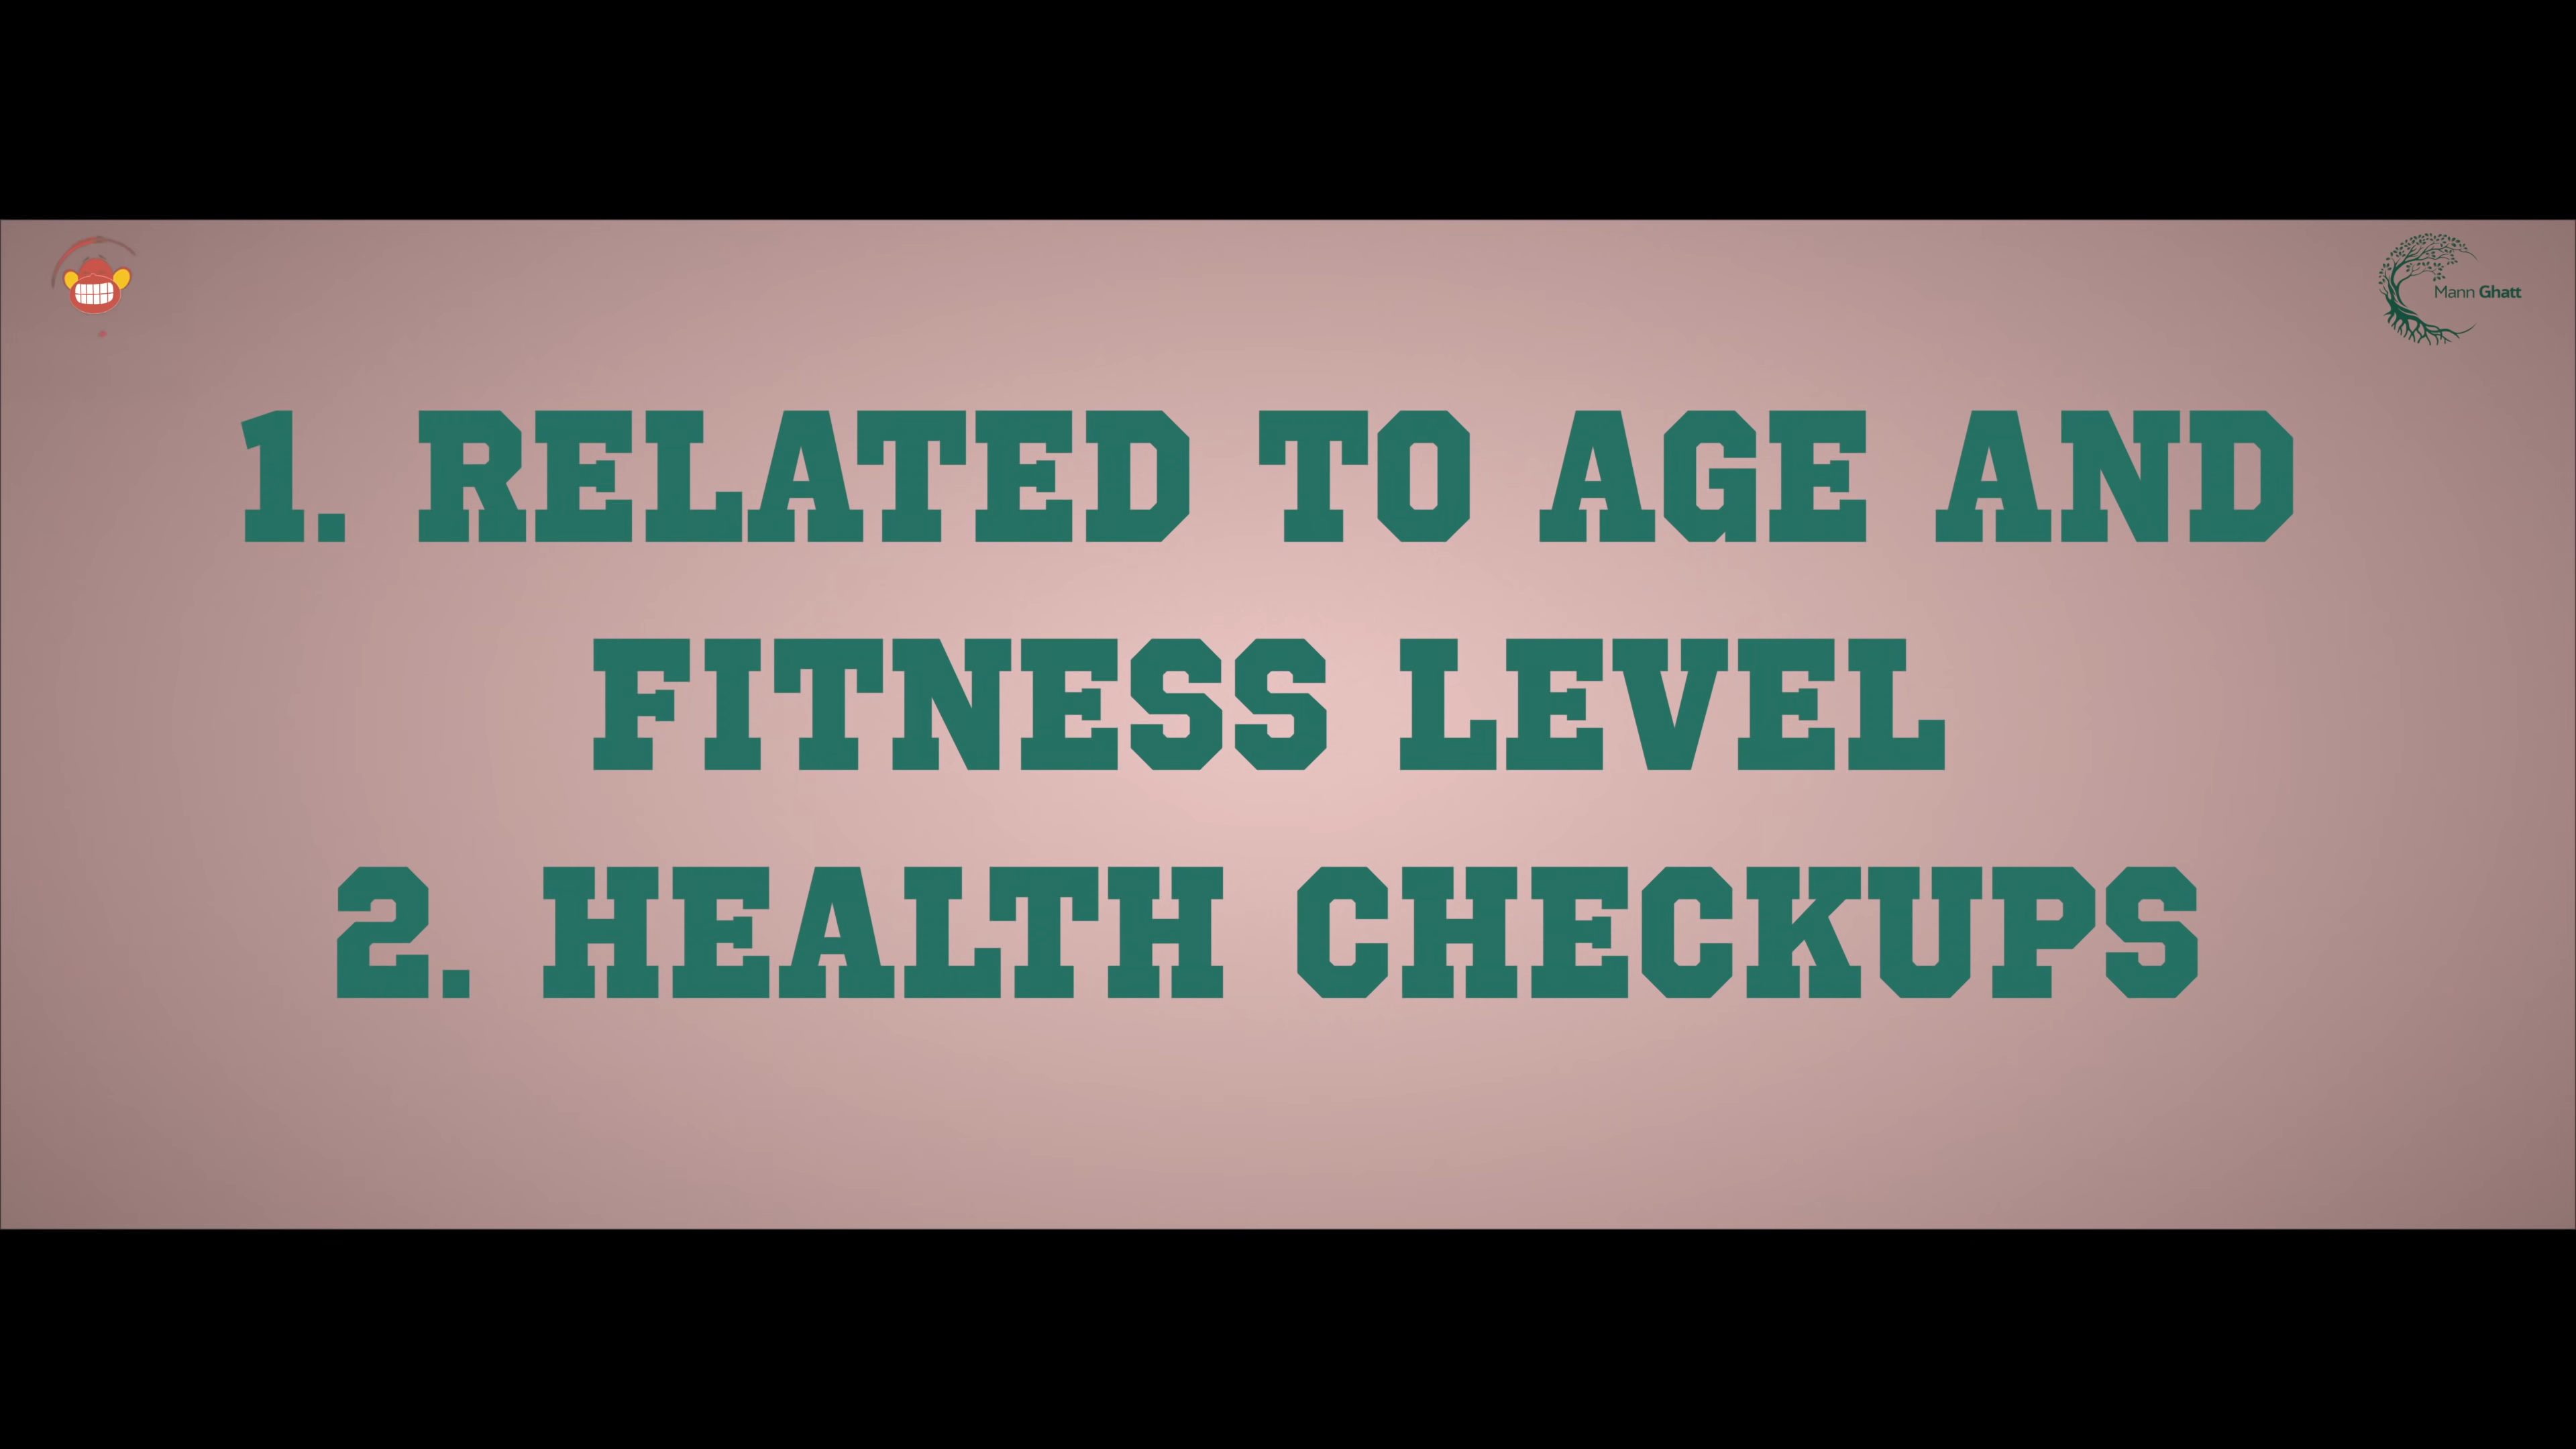 Mann Ghatt
1. RELATED TO AGE AND
FITNESS LEVEL
2. HEALTH CHECKUPS